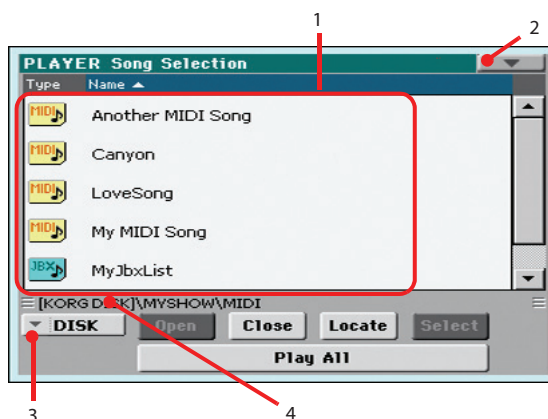 1
2
PLAYER Song Selection
Type Name
MIDI Another MIDI Song
MIDI Canyon
MIDI LoveSong
MIDI My MIDI Song
JBX MyJbxList
[KORG DISK]\MYSHOW\MIDI
DISK Open Close Locate Select
Play All
3
4